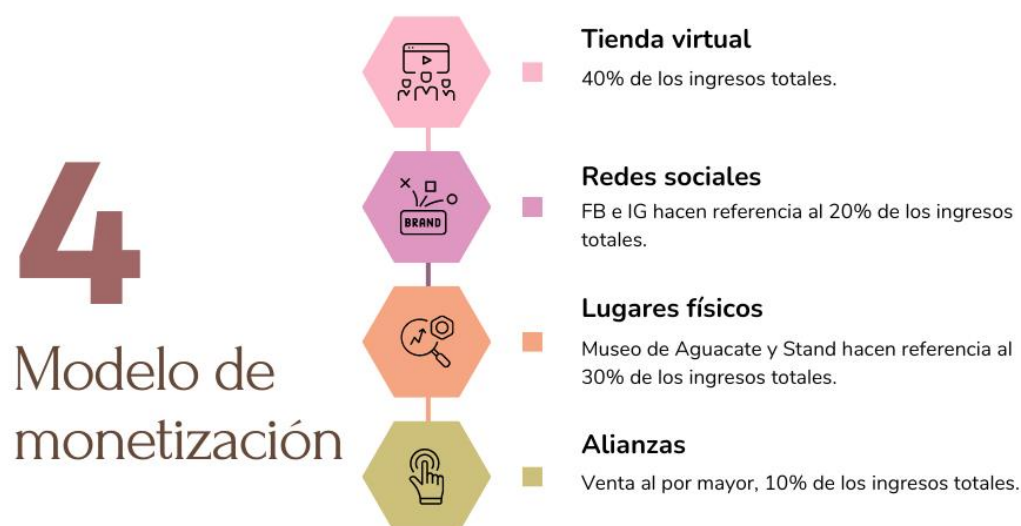 4
Modelo de
monetización
Tienda virtual
40% de los ingresos totales.
BRAND
Redes sociales
FB e IG hacen referencia al 20% de los ingresos
totales.
Lugares físicos
Museo de Aguacate y Stand hacen referencia al
30% de los ingresos totales.
Alianzas
Venta al por mayor, 10% de los ingresos totales.